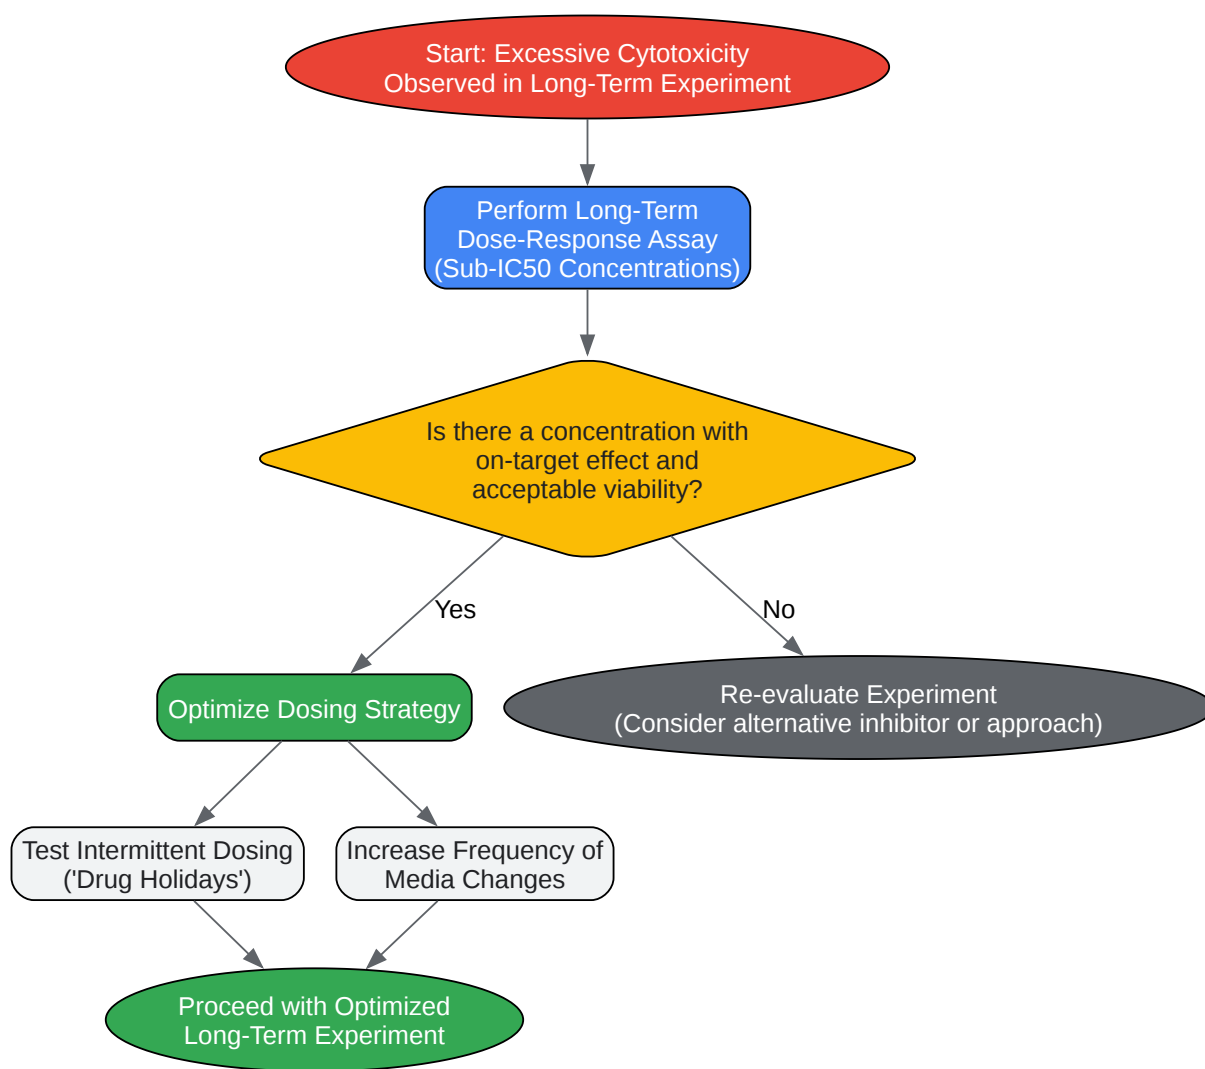 Start: Excessive Cytotoxicity
Observed in Long-Term Experiment
Perform Long-Term
Dose-Response Assay
(Sub-IC50 Concentrations)
Is there a concentration with
on-target effect and
acceptable viability?
Yes
No
Optimize Dosing Strategy
Re-evaluate Experiment
(Consider alternative inhibitor or approach)
Test Intermittent Dosing
('Drug Holidays')
Increase Frequency of
Media Changes
Proceed with Optimized
Long-Term Experiment